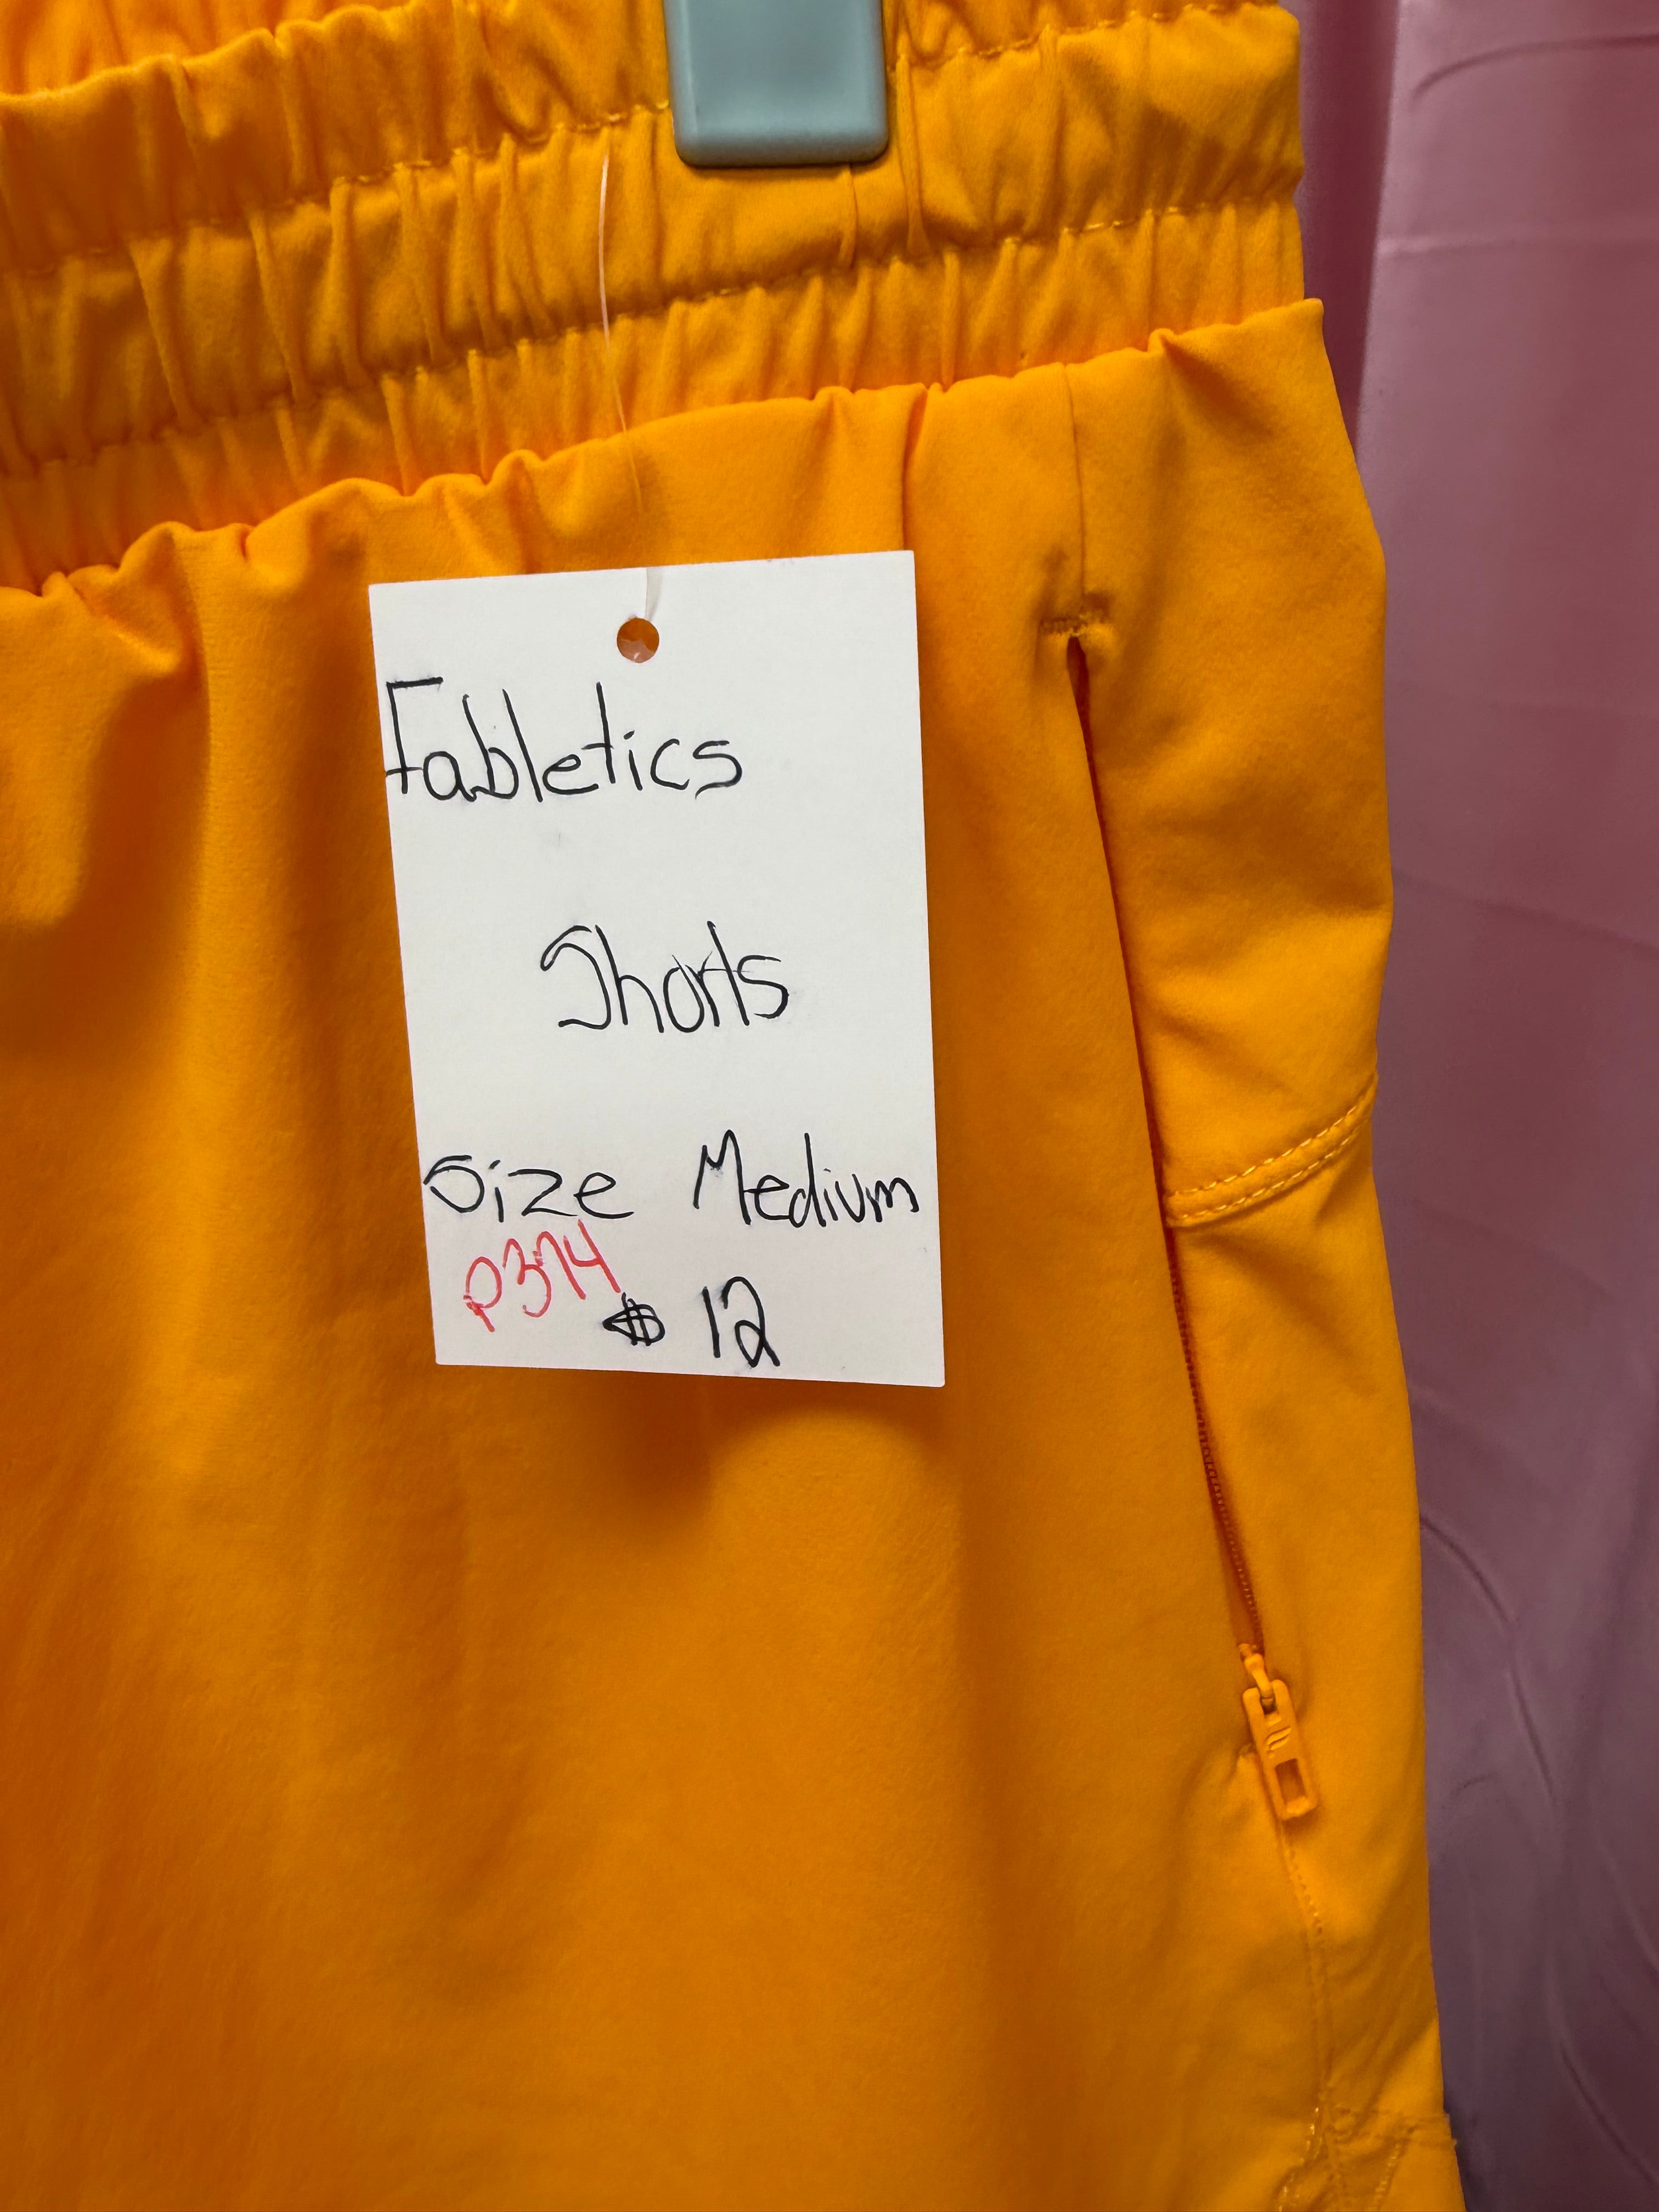 Fabletics
Shorts
Size Medium
P374
$ 12